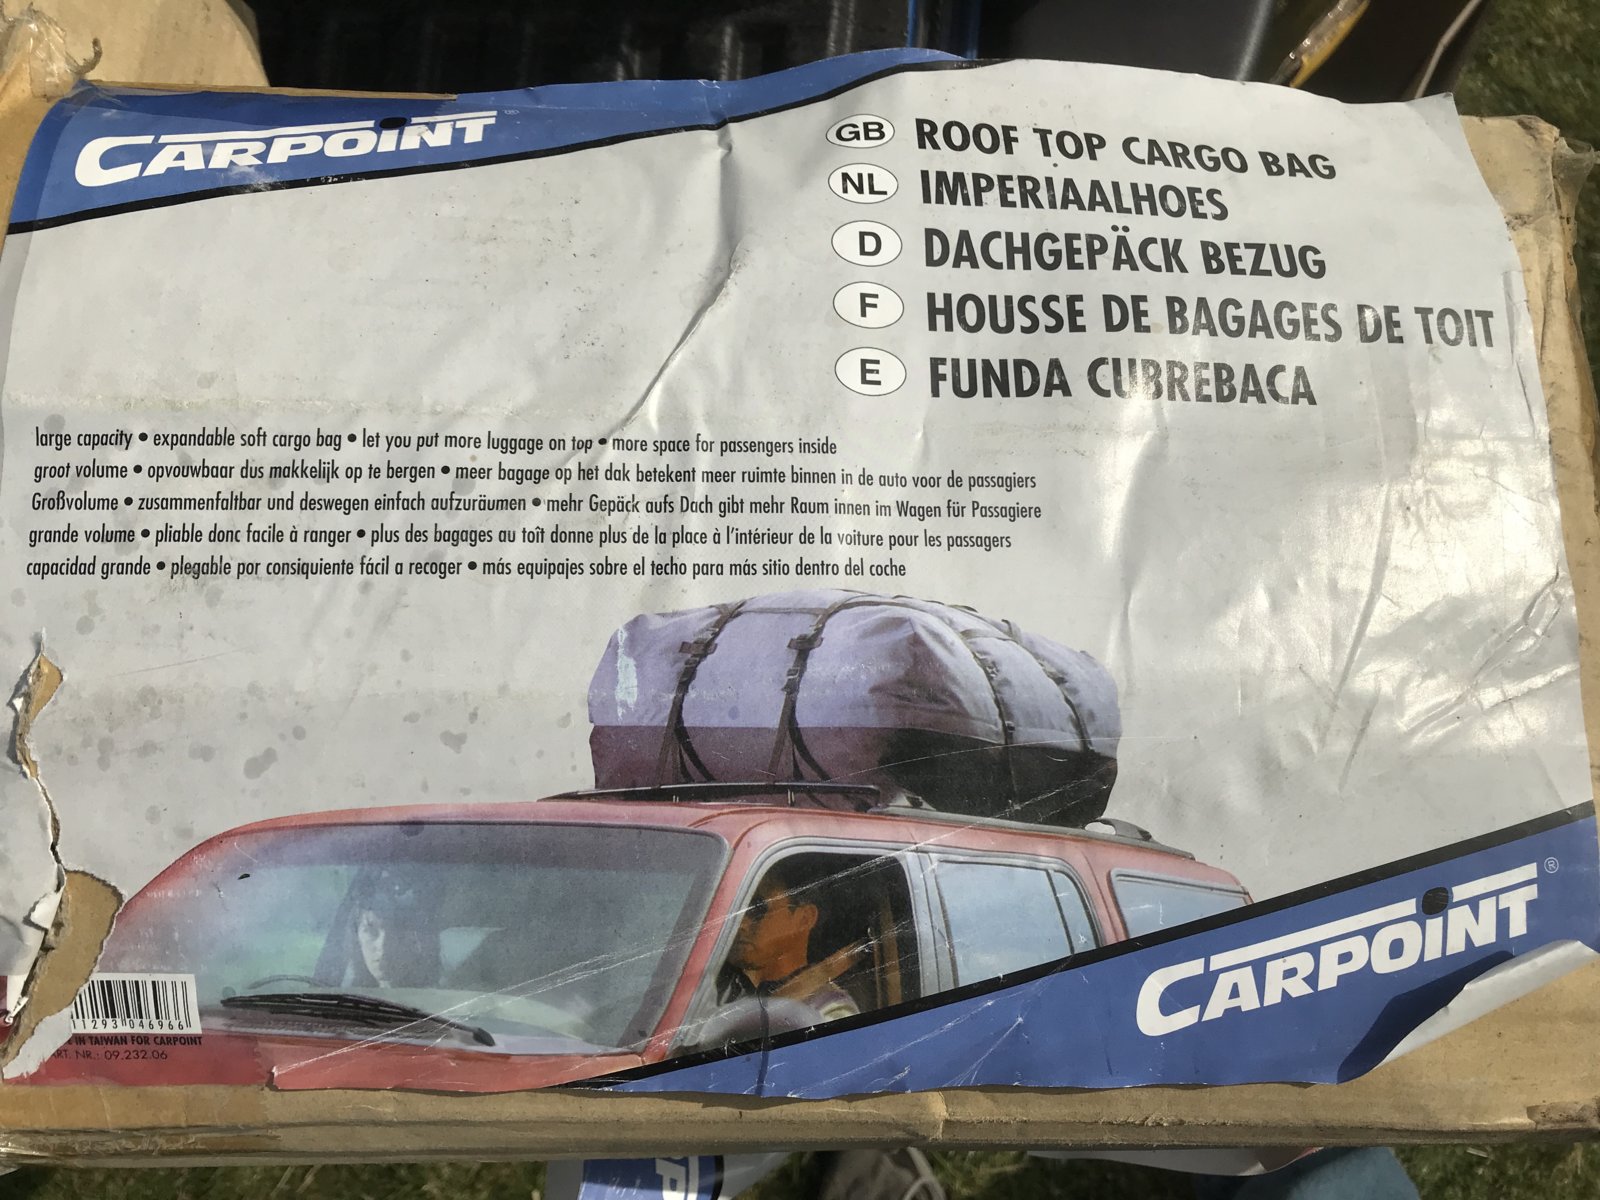 CARPOINT®
GB ROOF TOP CARGO BAG
NL IMPERIAALHOES
D DACHGEPÄCK BEZUG
F HOUSSE DE BAGAGES DE TOIT
E FUNDA CUBREBACA
large capacity • expandable soft cargo bag • let you put more luggage on top • more space for passengers inside
groot volume • opvouwbaar dus makkelijk op te bergen • meer bagage op het dak betekent meer ruimte binnen in de auto voor de passagiers
Großvolume • zusammenfaltbar und deswegen einfach aufzuräumen • mehr Gepäck aufs Dach gibt mehr Raum innen im Wagen für Passagiere
grande volume • pliable donc facile à ranger • plus des bagages au toît donne plus de la place à l'intérieur de la voiture pour les passagers
capacidad grande • plegable por consiquiente fácil a recoger • más equipajes sobre el techo para más sitio dentro del coche
CARPOINT®
11293 046966
IN TAIWAN FOR CARPOINT
ART. NR.: 09.232.06